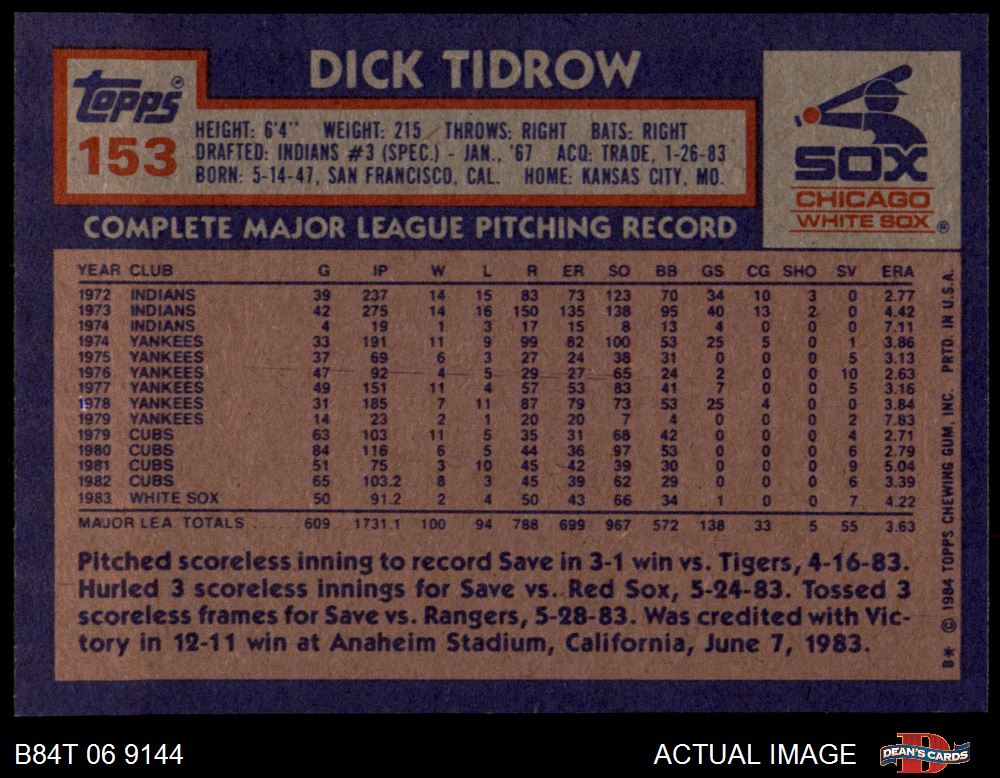 DICK TIDROW
Topps®
153
HEIGHT: 6'4" WEIGHT: 215 THROWS: RIGHT BATS: RIGHT
DRAFTED: INDIANS #3 (SPEC.) - JAN., '67 ACQ: TRADE, 1-26-83
BORN: 5-14-47, SAN FRANCISCO, CAL. HOME: KANSAS CITY, MO.
SOX
CHICAGO
WHITE SOX ®
COMPLETE MAJOR LEAGUE PITCHING RECORD
YEAR CLUB G IP W L R ER SO BB GS CG SHO SV ERA
1972 INDIANS 39 237 14 15 83 73 123 70 34 10 3 0 2.77
1973 INDIANS 42 275 14 16 150 135 138 95 40 13 2 0 4.42
1974 INDIANS 4 19 1 3 17 15 8 13 4 0 0 0 7.11
1974 YANKEES 33 191 11 9 99 82 100 53 25 5 0 1 3.86
1975 YANKEES 37 69 6 3 27 24 38 31 0 0 0 5 3.13
1976 YANKEES 47 92 4 5 29 27 65 24 2 0 0 10 2.63
1977 YANKEES 49 151 11 4 57 53 83 41 7 0 0 5 3.16
1978 YANKEES 31 185 7 11 87 79 73 53 25 4 0 0 3.84
1979 YANKEES 14 23 2 1 20 20 7 4 0 0 0 2 7.83
1979 CUBS 63 103 11 5 35 31 68 42 0 0 0 4 2.71
1980 CUBS 84 116 6 5 44 36 97 53 0 0 0 6 2.79
1981 CUBS 51 75 3 10 45 42 39 30 0 0 0 9 5.04
1982 CUBS 65 103.2 8 3 45 39 62 29 0 0 0 6 3.39
1983 WHITE SOX 50 91.2 2 4 50 43 66 34 1 0 0 7 4.22
MAJOR LEA TOTALS 609 1731.1 100 94 788 699 967 572 138 33 5 55 3.63
Pitched scoreless inning to record Save in 3-1 win vs. Tigers, 4-16-83.
Hurled 3 scoreless innings for Save vs. Red Sox, 5-24-83. Tossed 3
scoreless frames for Save vs. Rangers, 5-28-83. Was credited with Vic-
tory in 12-11 win at Anaheim Stadium, California, June 7, 1983.
B* © 1984 TOPPS CHEWING GUM, INC. PRTD. IN U.S.A.
B84T 06 9144
ACTUAL IMAGE
DEAN'S CARDS